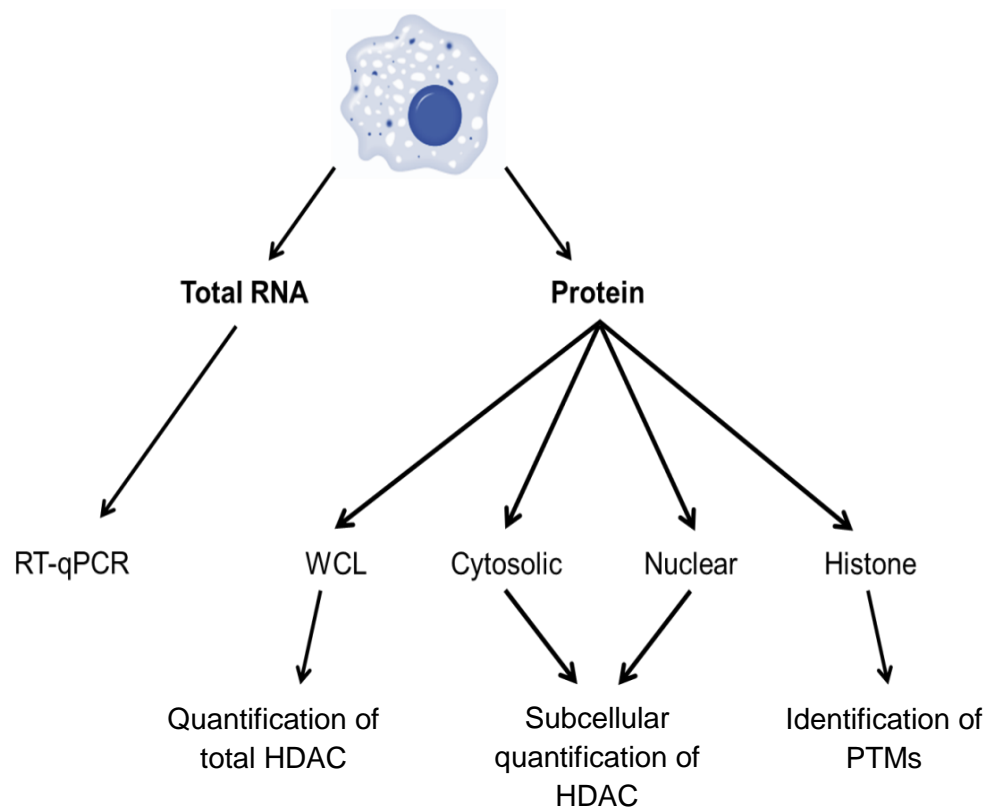 Total RNA
Protein
RT-qPCR
WCL
Cytosolic
Nuclear
Histone
Quantification of
total HDAC
Subcellular
quantification of
HDAC
Identification of
PTMs